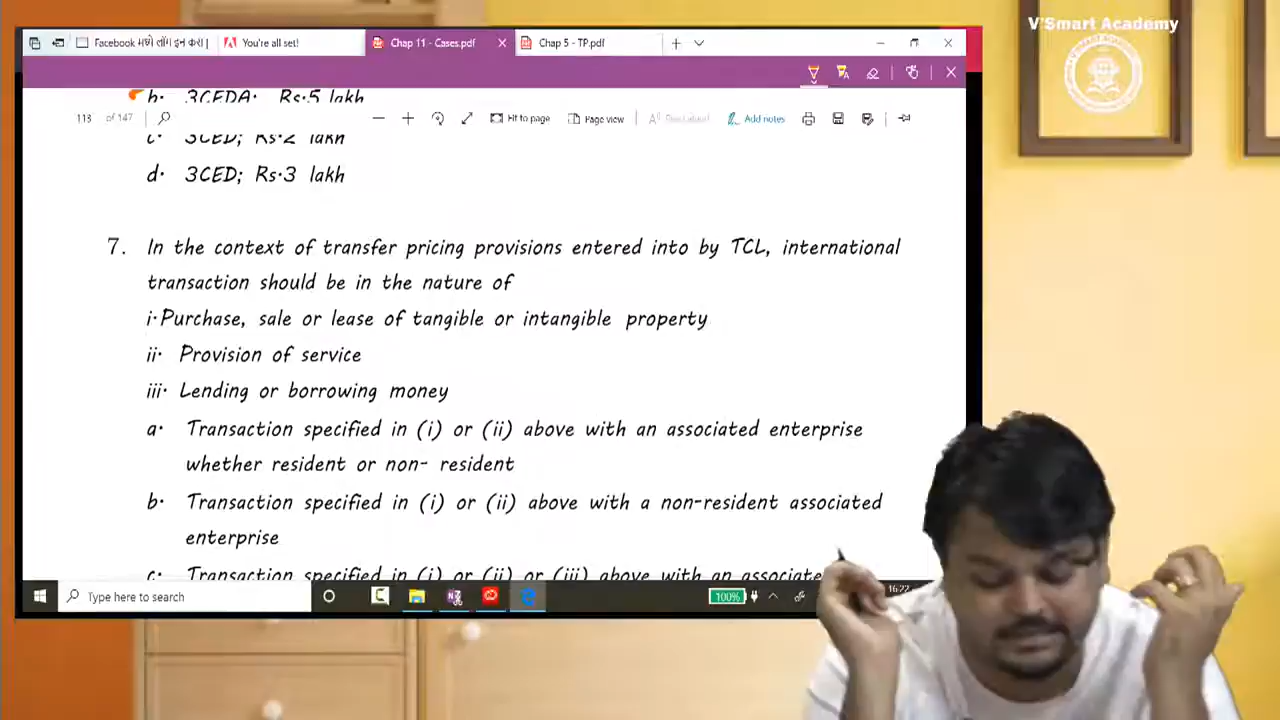 V'Smart Academy
Facebook मध्ये लॉग इन करा |
You're all set!
Chap 11 - Cases.pdf
Chap 5 - TP.pdf
b. 3CEDA; Rs.5 lakh
113 of 147
Fit to page
Page view
Read aloud
Add notes
c. 3CED; Rs.2 lakh
d. 3CED; Rs.3 lakh
7. In the context of transfer pricing provisions entered into by TCL, international
transaction should be in the nature of
i. Purchase, sale or lease of tangible or intangible property
ii. Provision of service
iii. Lending or borrowing money
a. Transaction specified in (i) or (ii) above with an associated enterprise
whether resident or non- resident
b. Transaction specified in (i) or (ii) above with a non-resident associated
enterprise
c. Transaction specified in (i) or (ii) or (iii) above with an
Type here to search
100%
16:22